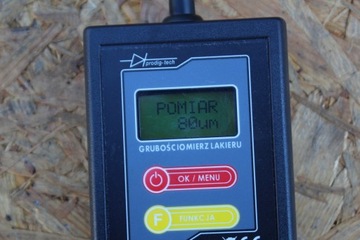 prodig-tech
POMIAR
80um
GRUBOŚCIOMIERZ LAKIERU
OK / MENU
F
FUNKCJA